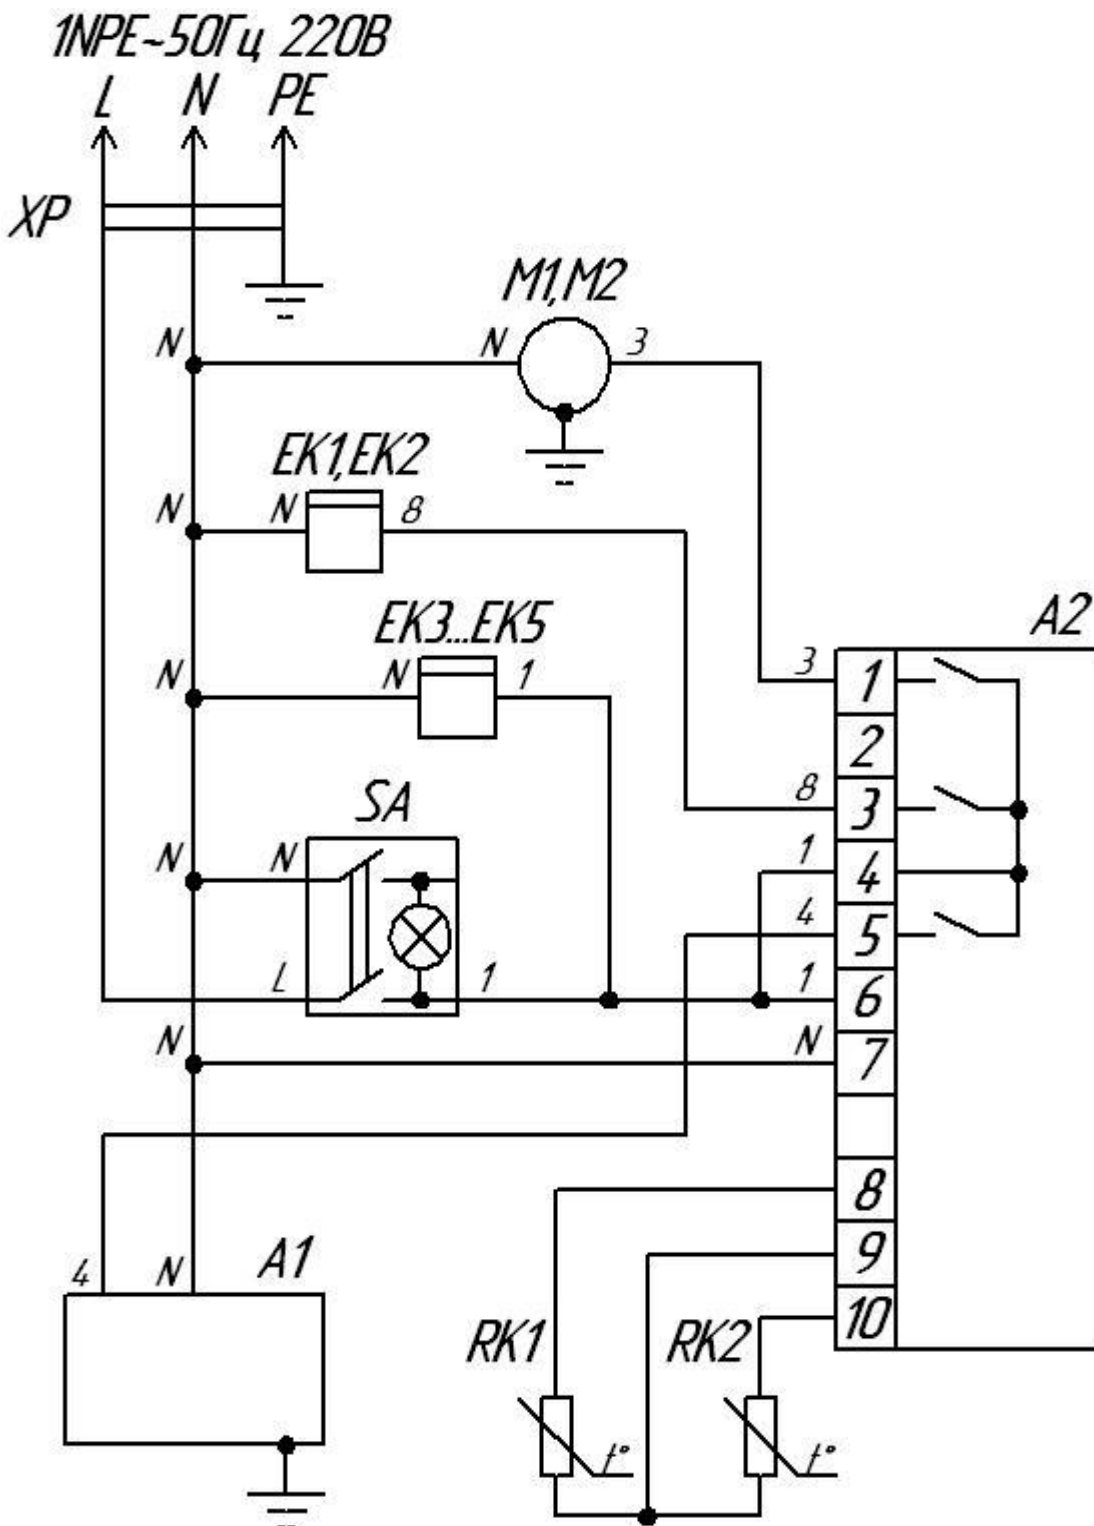 1NPE~50Гц 220В
L N PE
XP
M1,M2
N N 3
EK1,EK2
N N 8
EK3...EK5
A2
N N 1
3 1
2
SA
8 3
N N
1 4
4 5
L 1 1 6
N N 7
8
4 N A1
9
10
RK1 RK2
t° t°